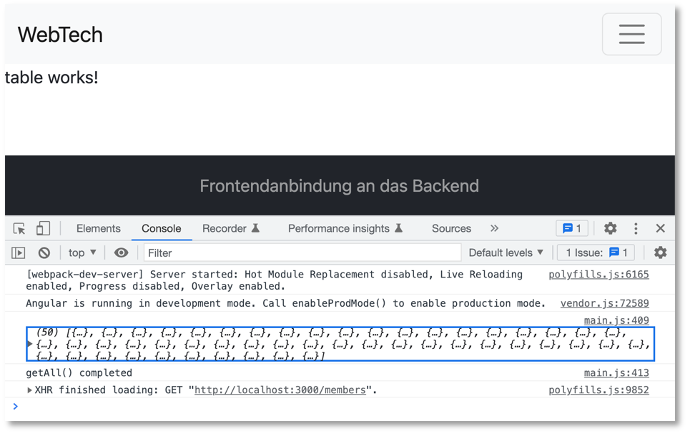 WebTech
table works!
Frontendanbindung an das Backend
Elements Console Recorder Performance insights Sources » 1
top ▼ Filter Default levels ▼ 1 Issue: 1
[webpack-dev-server] Server started: Hot Module Replacement disabled, Live Reloading polyfills.js:6165
enabled, Progress disabled, Overlay enabled.
Angular is running in development mode. Call enableProdMode() to enable production mode. vendor.js:72589
main.js:409
(50) [{…}, {…}, {…}, {…}, {…}, {…}, {…}, {…}, {…}, {…}, {…}, {…}, {…}, {…}, {…}, {…}, {…}, {…}, {…},
{…}, {…}, {…}, {…}, {…}, {…}, {…}, {…}, {…}, {…}, {…}, {…}, {…}, {…}, {…}, {…}, {…}, {…}, {…}, {…}, {…},
{…}, {…}, {…}, {…}, {…}, {…}, {…}, {…}, {…}, {…}]
getAll() completed main.js:413
XHR finished loading: GET "http://localhost:3000/members". polyfills.js:9852